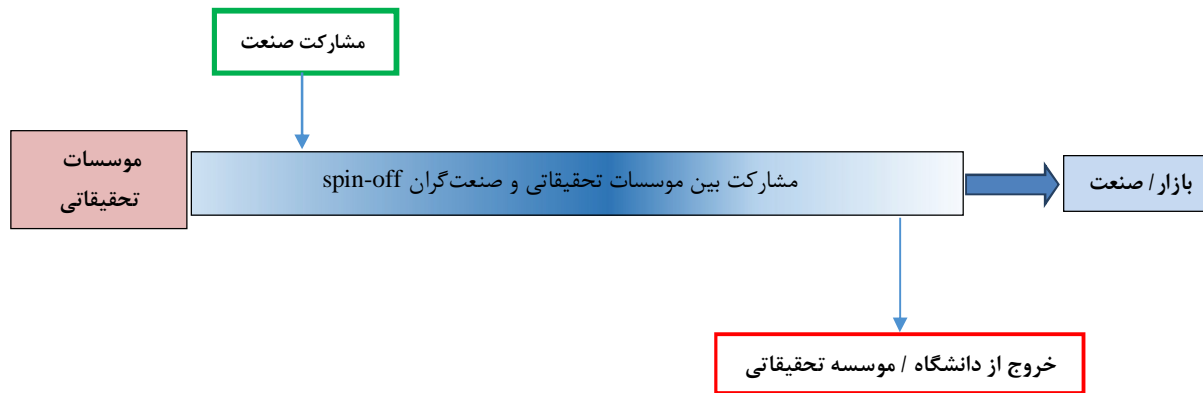 مشارکت صنعت
موسسات
تحقیقاتی
مشارکت بین موسسات تحقیقاتی و صنعت‌گران spin-off
بازار/ صنعت
خروج از دانشگاه / موسسه تحقیقاتی